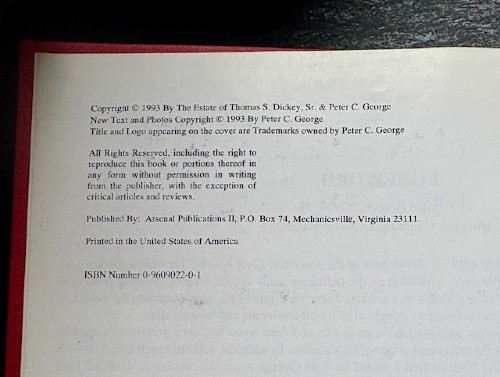 Copyright © 1993 By The Estate of Thomas S. Dickey, Sr. & Peter C. George
New Text and Photos Copyright © 1993 By Peter C. George
Title and Logo appearing on the cover are Trademarks owned by Peter C. George
All Rights Reserved, including the right to
reproduce this book or portions thereof in
any form without permission in writing
from the publisher, with the exception of
critical articles and reviews.
Published By: Arsenal Publications II, P.O. Box 74, Mechanicsville, Virginia 23111.
Printed in the United States of America
ISBN Number 0-9609022-0-1